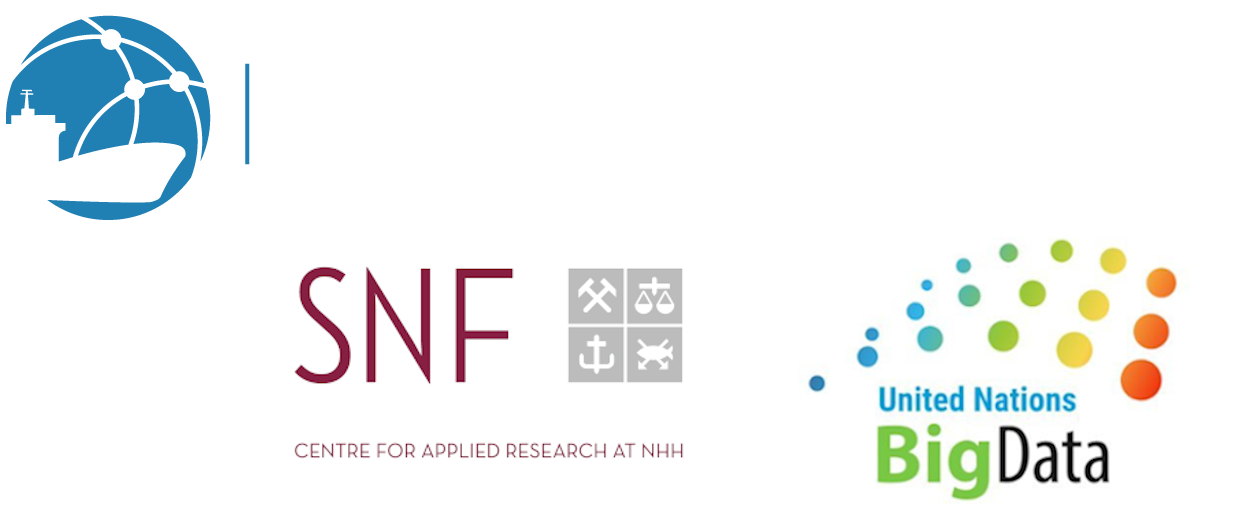 SNF
CENTRE FOR APPLIED RESEARCH AT NHH
United Nations
BigData